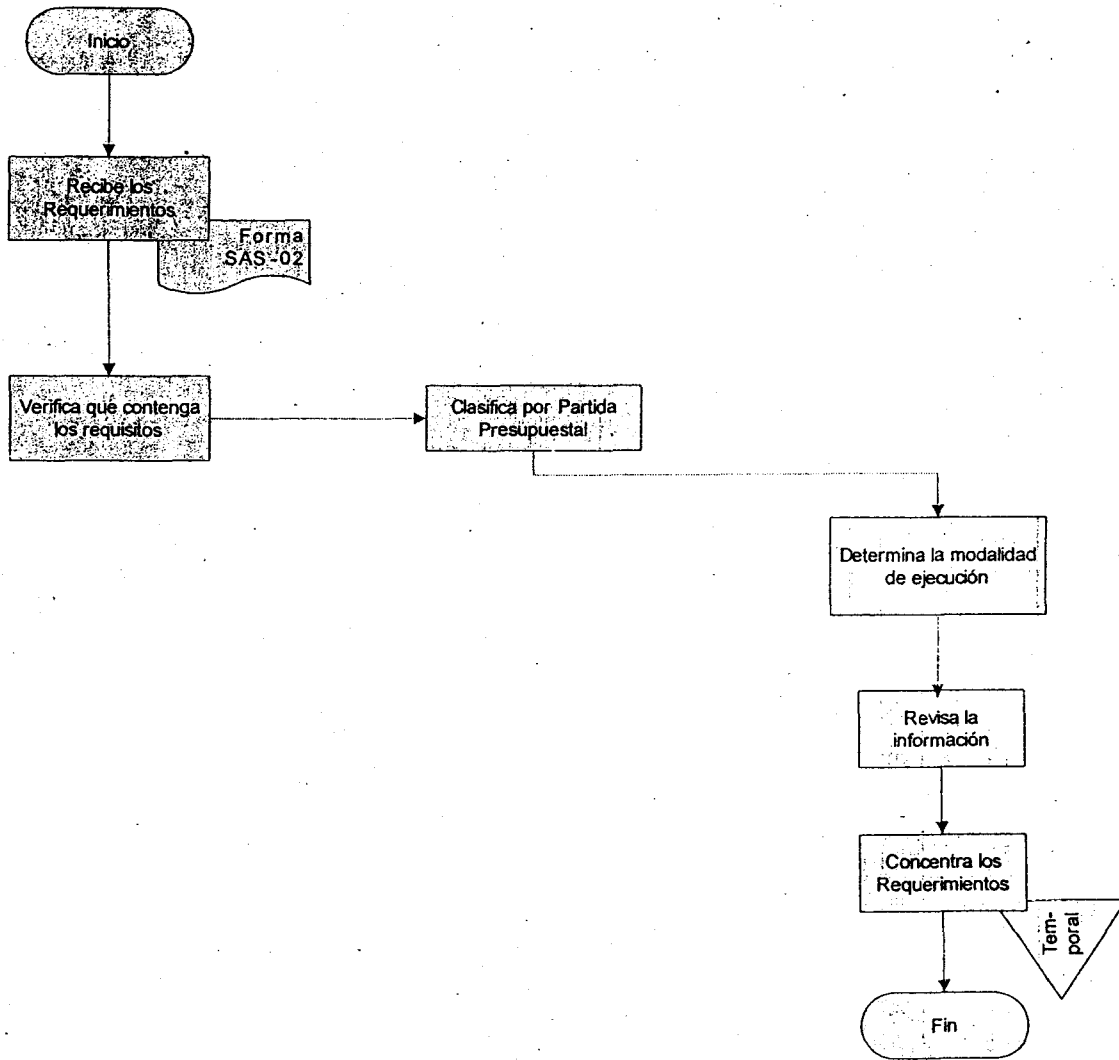 Inicio
Recibe los
Requerimientos
Forma
SAS-02
Verifica que contenga
los requisitos
Clasifica por Partida
Presupuestal
Determina la modalidad
de ejecución
Revisa la
información
Concentra los
Requerimientos
Tem-
poral
Fin